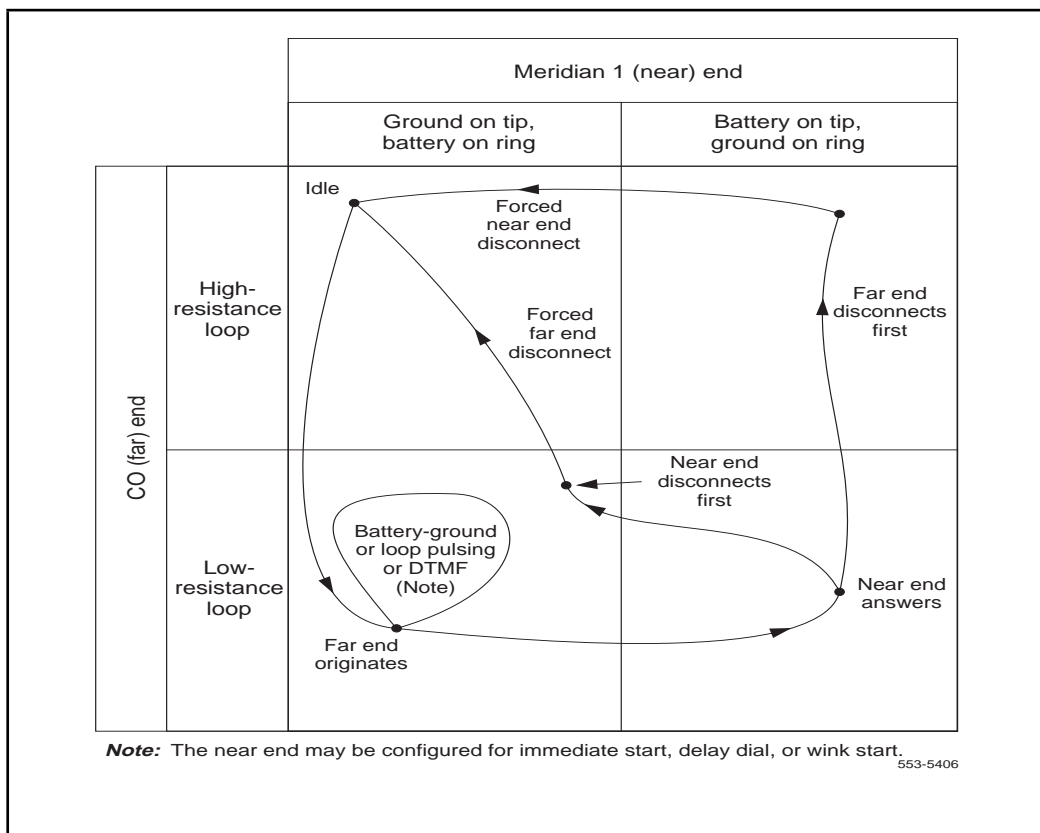 Meridian 1 (near) end
Ground on tip,
battery on ring
Battery on tip,
ground on ring
CO (far) end
High-
resistance
loop
Idle
Forced
near end
disconnect
Forced
far end
disconnect
Far end
disconnects
first
Low-
resistance
loop
Near end
disconnects
first
Battery-ground
or loop pulsing
or DTMF
(Note)
Far end
originates
Near end
answers
Note: The near end may be configured for immediate start, delay dial, or wink start.
553-5406